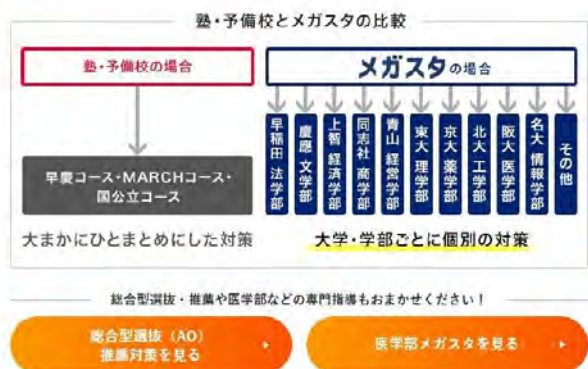 塾・予備校とメガスタの比較
塾・予備校の場合
メガスタの場合
早慶コース・MARCHコース・
国公立コース
早稲田 法学部
慶應 文学部
上智 経済学部
同志社 商学部
青山 経営学部
東大 理学部
京大 薬学部
北大 工学部
阪大 医学部
名大 情報学部
その他
大まかにひとまとめにした対策
大学・学部ごとに個別の対策
総合型選抜・推薦や医学部などの専門指導もおまかせください！
総合型選抜（AO）
推薦対策を見る
医学部メガスタを見る